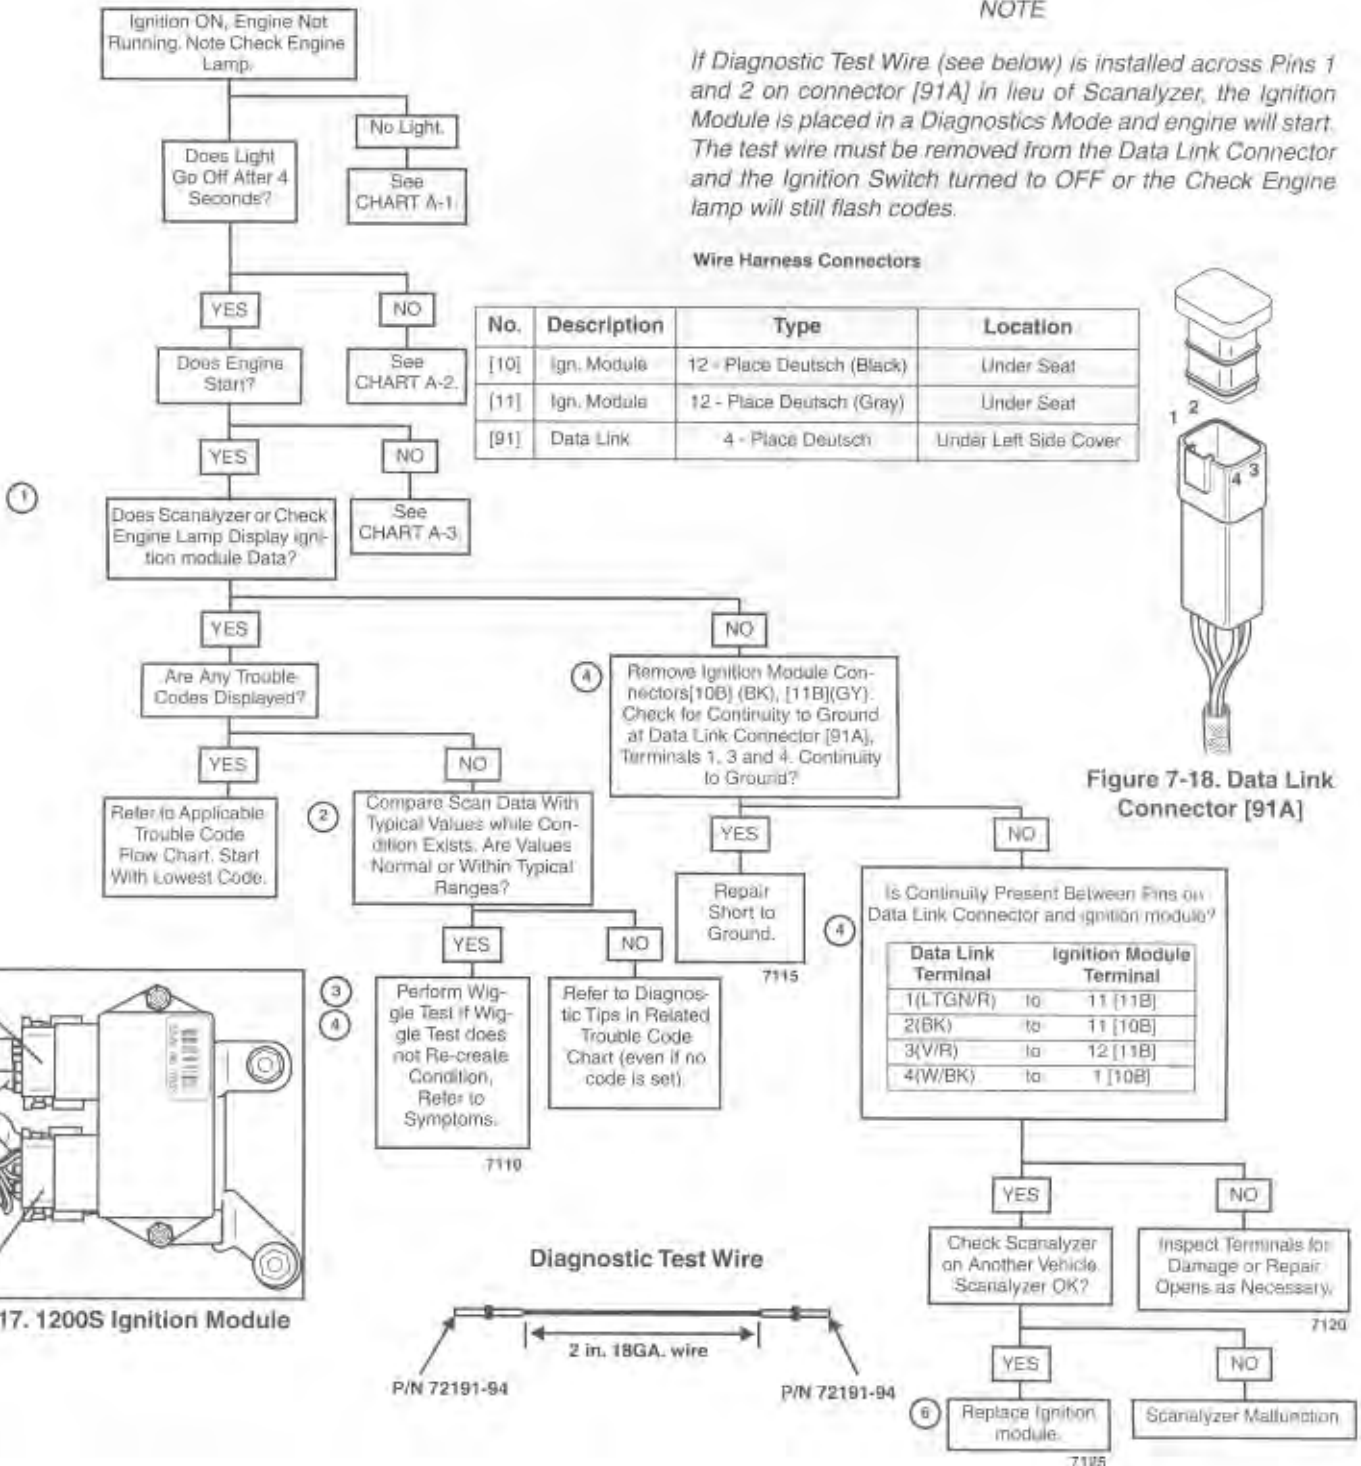 Ignition ON, Engine Not
Running. Note Check Engine
Lamp.
No Light.
See
CHART A-1.
Does Light
Go Off After 4
Seconds?
YES
NO
Does Engine
Start?
See
CHART A-2.
YES
NO
1
Does Scanalyzer or Check
Engine Lamp Display igni-
tion module Data?
See
CHART A-3.
NOTE
If Diagnostic Test Wire (see below) is installed across Pins 1
and 2 on connector [91A] in lieu of Scanalyzer, the Ignition
Module is placed in a Diagnostics Mode and engine will start.
The test wire must be removed from the Data Link Connector
and the Ignition Switch turned to OFF or the Check Engine
lamp will still flash codes.
Wire Harness Connectors
No. Description Type Location
[10] Ign. Module 12 - Place Deutsch (Black) Under Seat
[11] Ign. Module 12 - Place Deutsch (Gray) Under Seat
[91] Data Link 4 - Place Deutsch Under Left Side Cover
1 2
4 3
Figure 7-18. Data Link
Connector [91A]
YES
NO
Are Any Trouble
Codes Displayed?
4
Remove Ignition Module Con-
nectors[10B] (BK), [11B](GY).
Check for Continuity to Ground
at Data Link Connector [91A],
Terminals 1, 3 and 4. Continuity
to Ground?
YES
NO
Refer to Applicable
Trouble Code
Flow Chart. Start
With Lowest Code.
2
Compare Scan Data With
Typical Values while Con-
dition Exists. Are Values
Normal or Within Typical
Ranges?
YES
NO
Repair
Short to
Ground.
7115
4
Is Continuity Present Between Pins on
Data Link Connector and ignition module?
Data Link
Terminal
Ignition Module
Terminal
1(LTGN/R) to 11 [11B]
2(BK) to 11 [10B]
3(V/R) to 12 [11B]
4(W/BK) to 1 [10B]
YES
NO
3
4
Perform Wig-
gle Test if Wig-
gle Test does
not Re-create
Condition,
Refer to
Symptoms.
7110
Refer to Diagnos-
tic Tips in Related
Trouble Code
Chart (even if no
code is set).
YES
NO
Check Scanalyzer
on Another Vehicle.
Scanalyzer OK?
Inspect Terminals for
Damage or Repair
Opens as Necessary.
7120
YES
NO
6
Replace Ignition
module.
7125
Scanalyzer Malfunction
17. 1200S Ignition Module
Diagnostic Test Wire
2 in. 18GA. wire
P/N 72191-94
P/N 72191-94